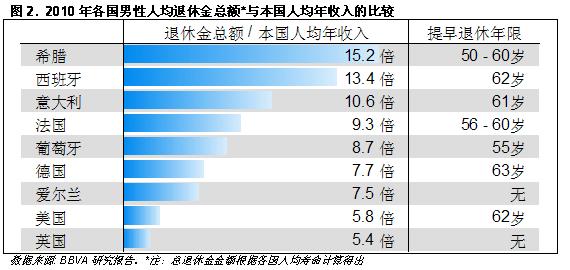 图 2．2010 年各国男性人均退休金总额*与本国人均年收入的比较
退休金总额 / 本国人均年收入 提早退休年限
希腊 15.2 倍 50 - 60岁
西班牙 13.4 倍 62岁
意大利 10.6 倍 61岁
法国 9.3 倍 56 - 60岁
葡萄牙 8.7 倍 55岁
德国 7.7 倍 63岁
爱尔兰 7.5 倍 无
美国 5.8 倍 62岁
英国 5.4 倍 无
数据来源 BBVA 研究报告. *注：总退休金金额根据各国人均寿命计算得出